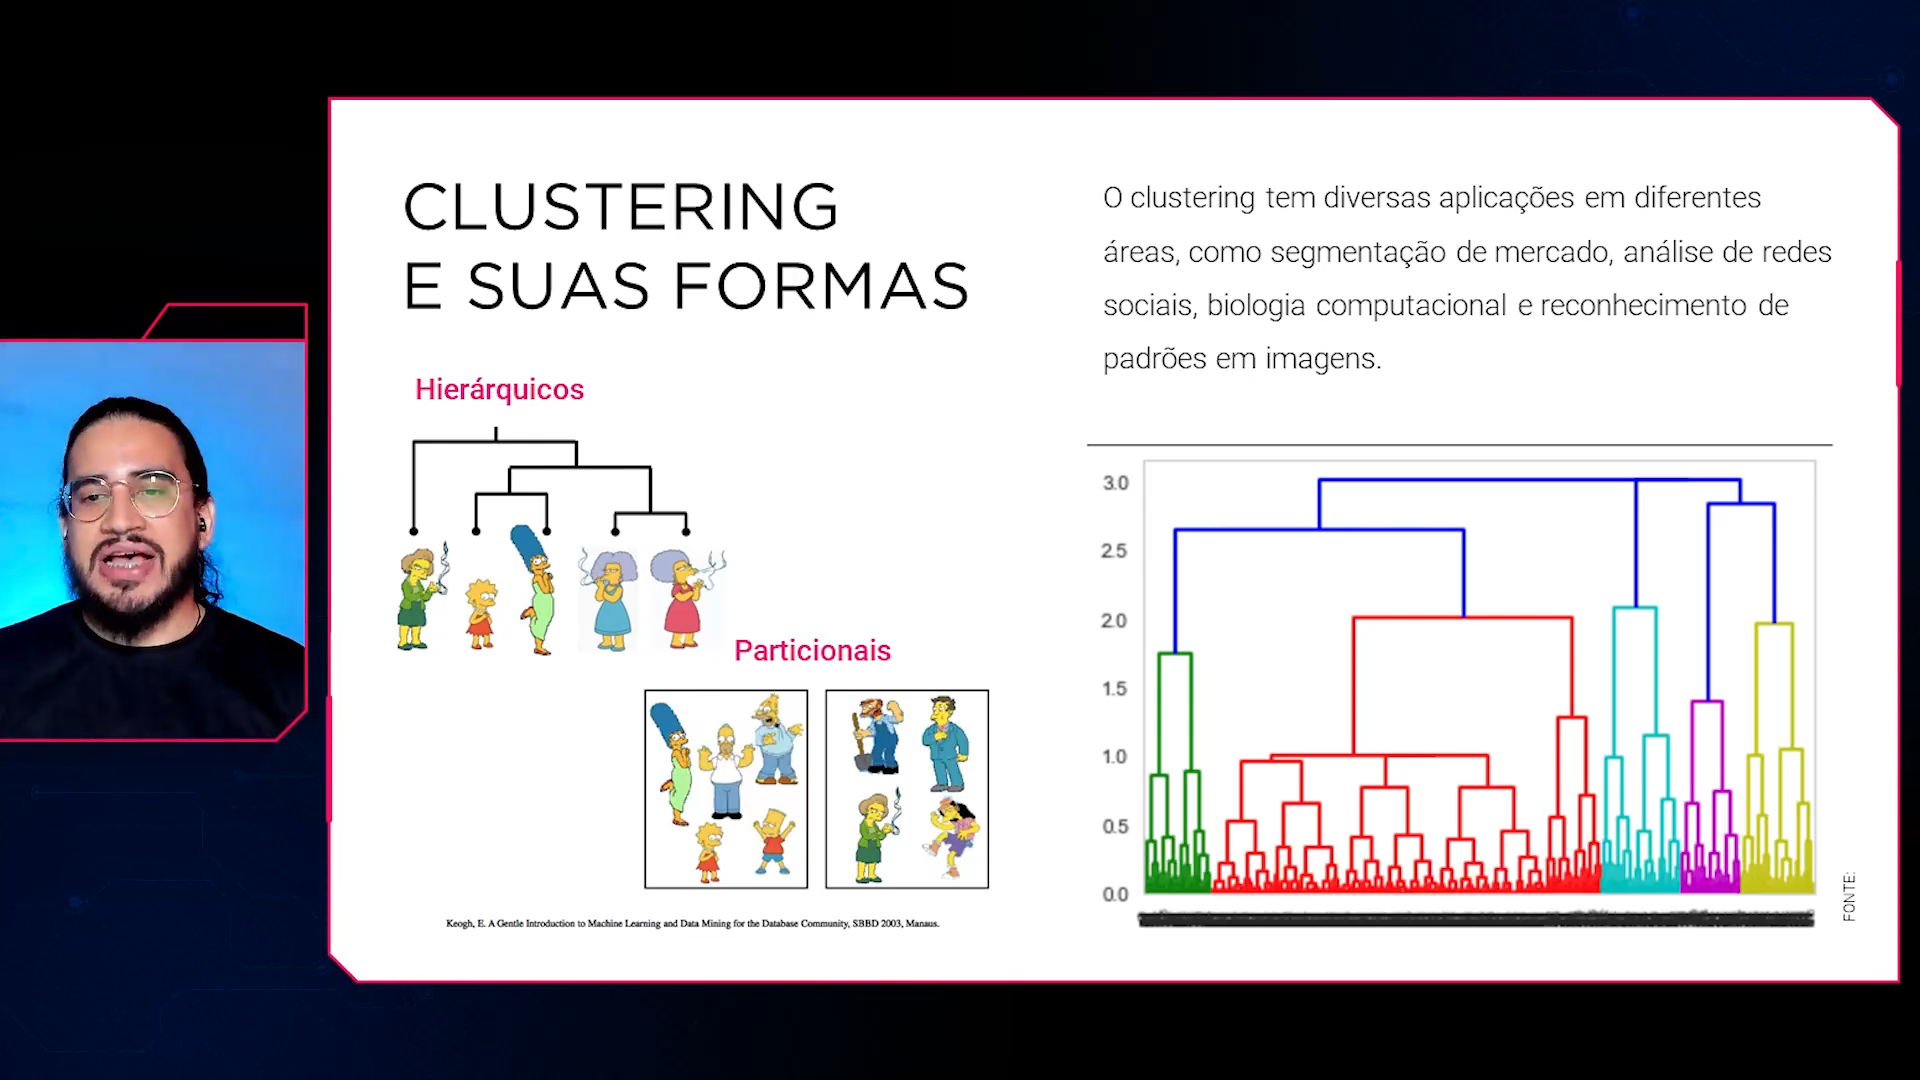 CLUSTERING
E SUAS FORMAS
O clustering tem diversas aplicações em diferentes
áreas, como segmentação de mercado, análise de redes
sociais, biologia computacional e reconhecimento de
padrões em imagens.
Hierárquicos
Particionais
Keogh, E. A Gentle Introduction to Machine Learning and Data Mining for the Database Community, SBBD 2003, Manaus.
3.0
2.5
2.0
1.5
1.0
0.5
0.0
FONTE: